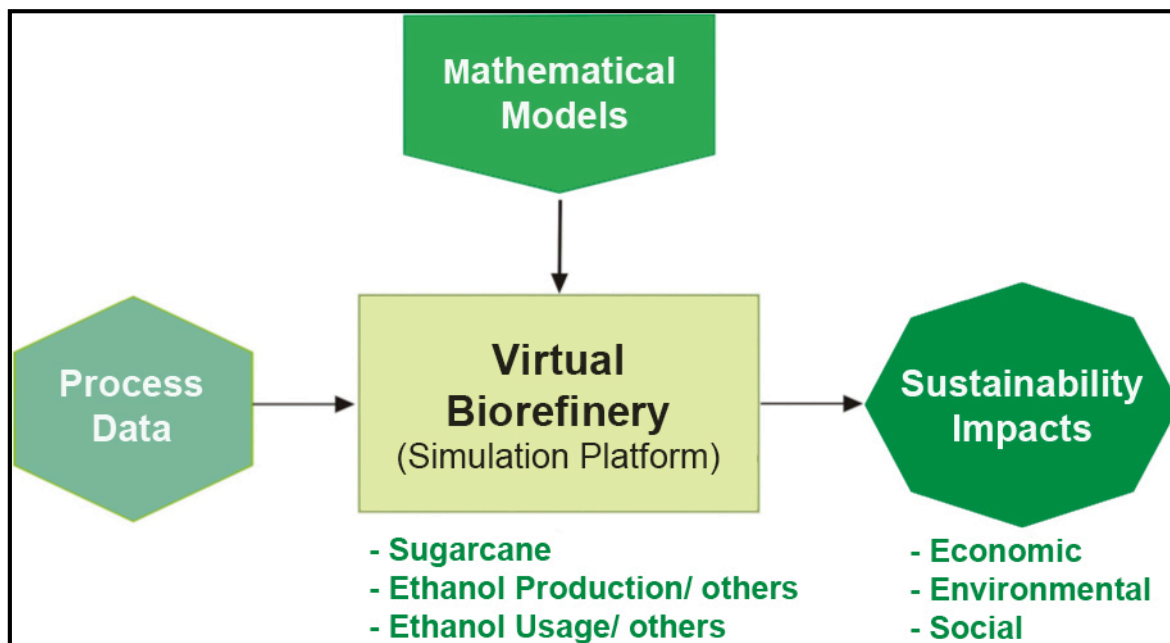 Mathematical
Models
Process
Data
Virtual
Biorefinery
(Simulation Platform)
Sustainability
Impacts
- Sugarcane
- Ethanol Production/ others
- Ethanol Usage/ others
- Economic
- Environmental
- Social